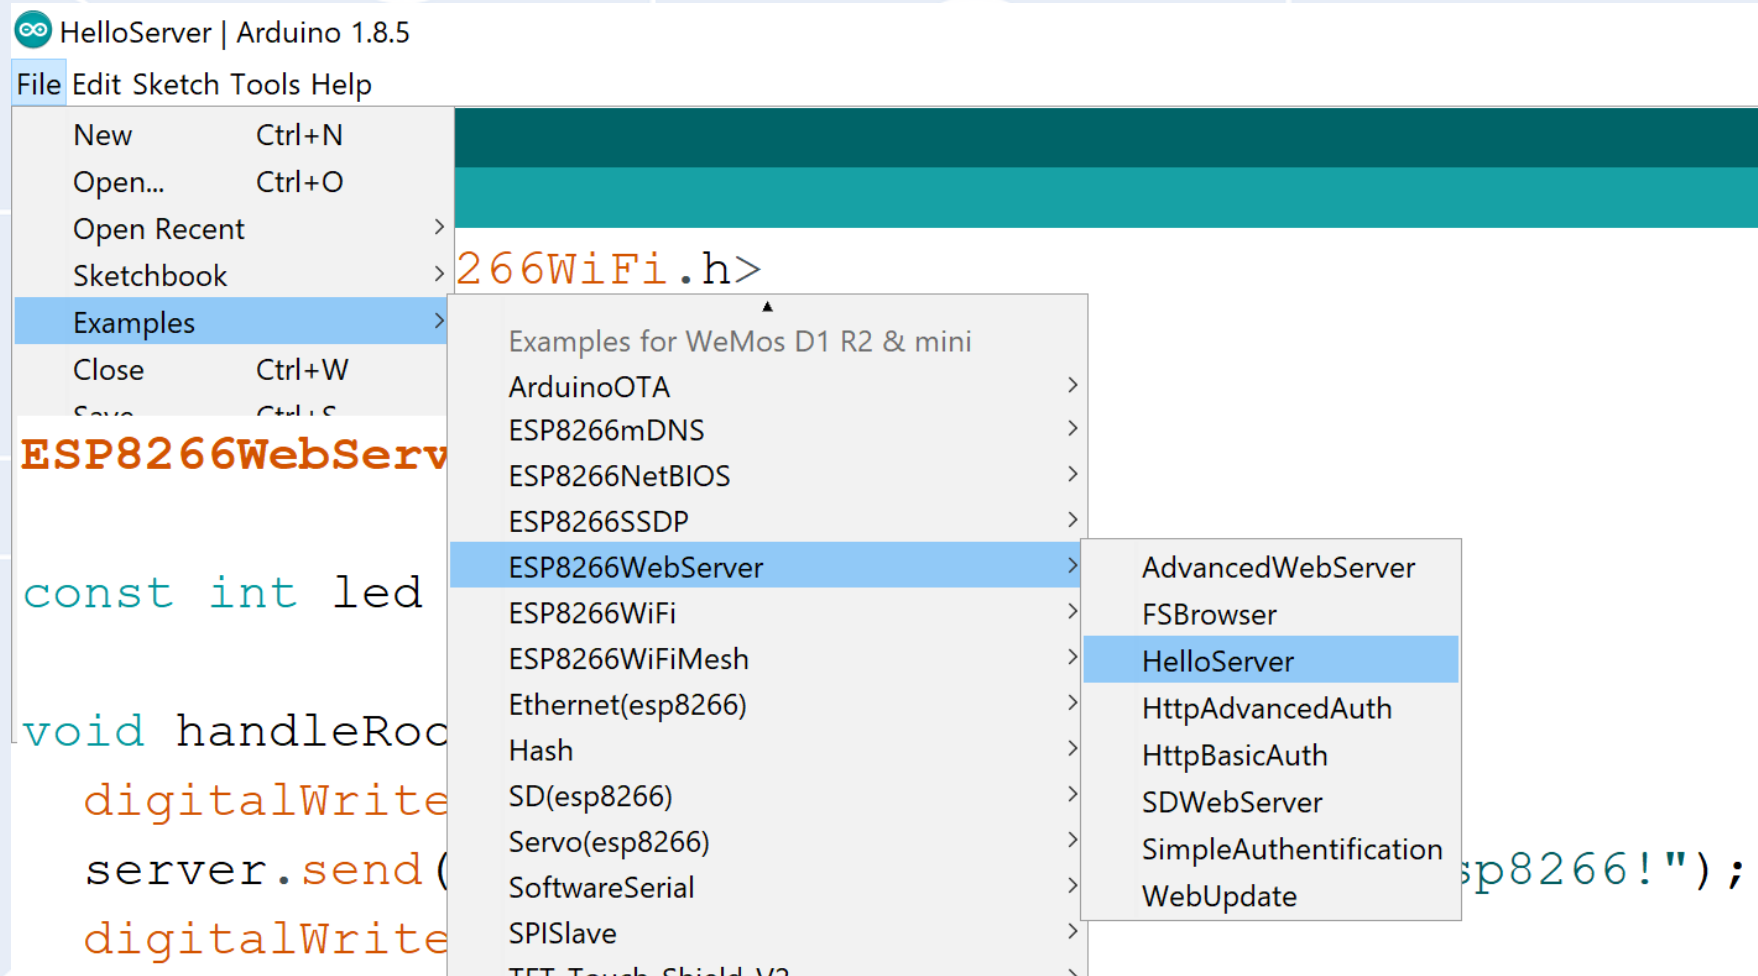 HelloServer | Arduino 1.8.5
File Edit Sketch Tools Help
New Ctrl+N
Open... Ctrl+O
Open Recent
Sketchbook
Examples
Close Ctrl+W
Save Ctrl+S
266WiFi.h>
Examples for WeMos D1 R2 & mini
ArduinoOTA
ESP8266mDNS
ESP8266NetBIOS
ESP8266SSDP
ESP8266WebServer
ESP8266WiFi
ESP8266WiFiMesh
Ethernet(esp8266)
Hash
SD(esp8266)
Servo(esp8266)
SoftwareSerial
SPISlave
TFT_Touch_Shield_V2
AdvancedWebServer
FSBrowser
HelloServer
HttpAdvancedAuth
HttpBasicAuth
SDWebServer
SimpleAuthentification
WebUpdate
ESP8266WebServ
const int led
void handleRoo
digitalWrite
server.send( sp8266!");
digitalWrite